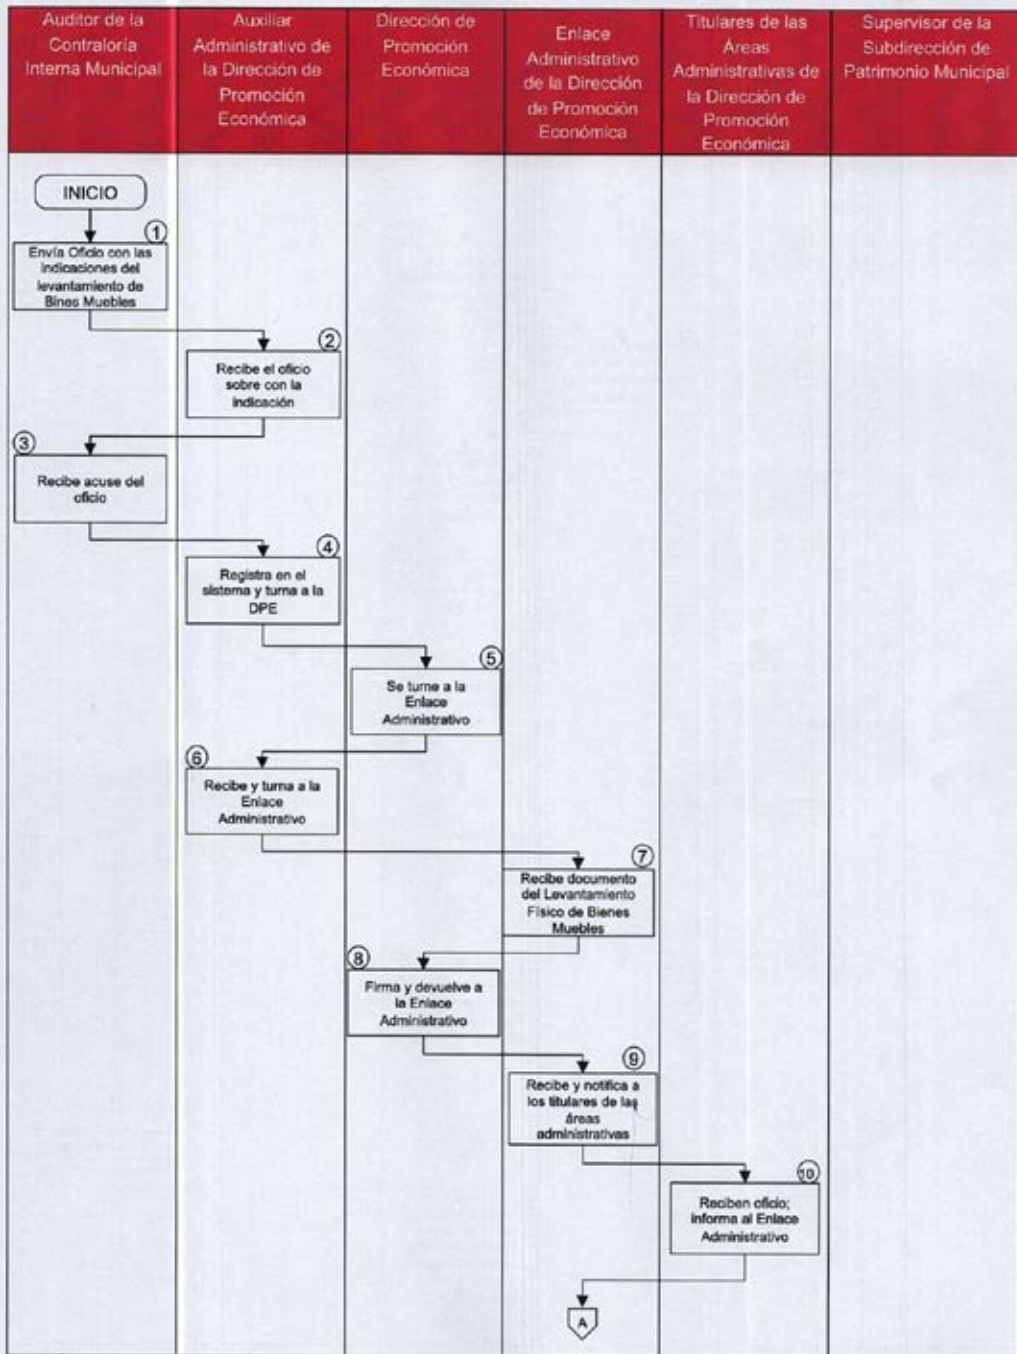 Auditor de la
Contraloría
Interna Municipal
Auxiliar
Administrativo de
la Dirección de
Promoción
Económica
Dirección de
Promoción
Económica
Enlace
Administrativo
de la Dirección
de Promoción
Económica
Titulares de las
Áreas
Administrativas de
la Dirección de
Promoción
Económica
Supervisor de la
Subdirección de
Patrimonio Municipal
INICIO
1
Envía Oficio con las
indicaciones del
levantamiento de
Bines Muebles
2
Recibe el oficio
sobre con la
indicación
3
Recibe acuse del
oficio
4
Registra en el
sistema y turna a la
DPE
5
Se turne a la
Enlace
Administrativo
6
Recibe y turna a la
Enlace
Administrativo
7
Recibe documento
del Levantamiento
Físico de Bienes
Muebles
8
Firma y devuelve a
la Enlace
Administrativo
9
Recibe y notifica a
los titulares de las
áreas
administrativas
10
Reciben oficio;
informa al Enlace
Administrativo
A